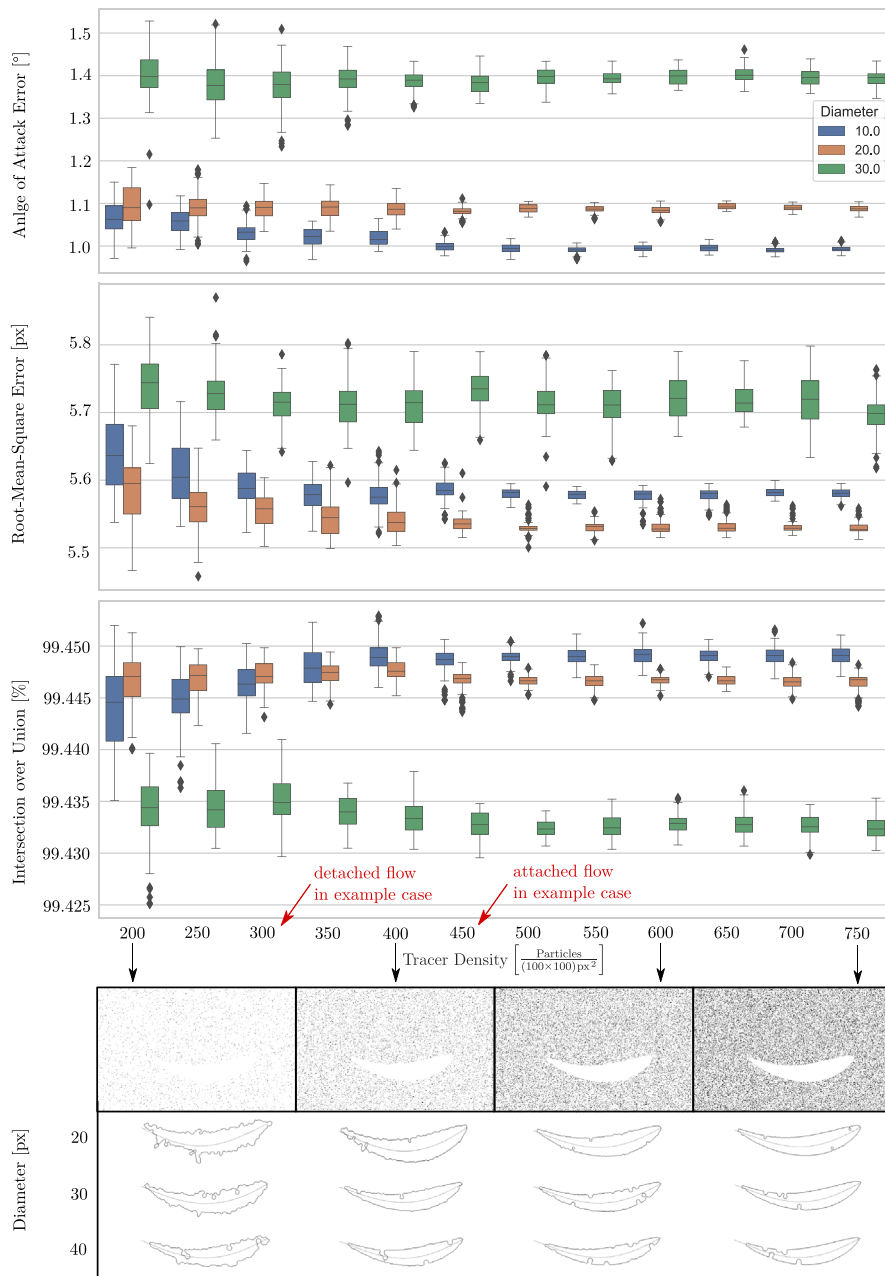 Anlge of Attack Error [°]
1.5
1.4
1.3
1.2
1.1
1.0
Diameter
10.0
20.0
30.0
Root-Mean-Square Error [px]
5.8
5.7
5.6
5.5
Intersection over Union [%]
99.450
99.445
99.440
99.435
99.430
99.425
detached flow
in example case
attached flow
in example case
200 250 300 350 400 450 500 550 600 650 700 750
Tracer Density [Particles / (100×100)px²]
Diameter [px]
20
30
40